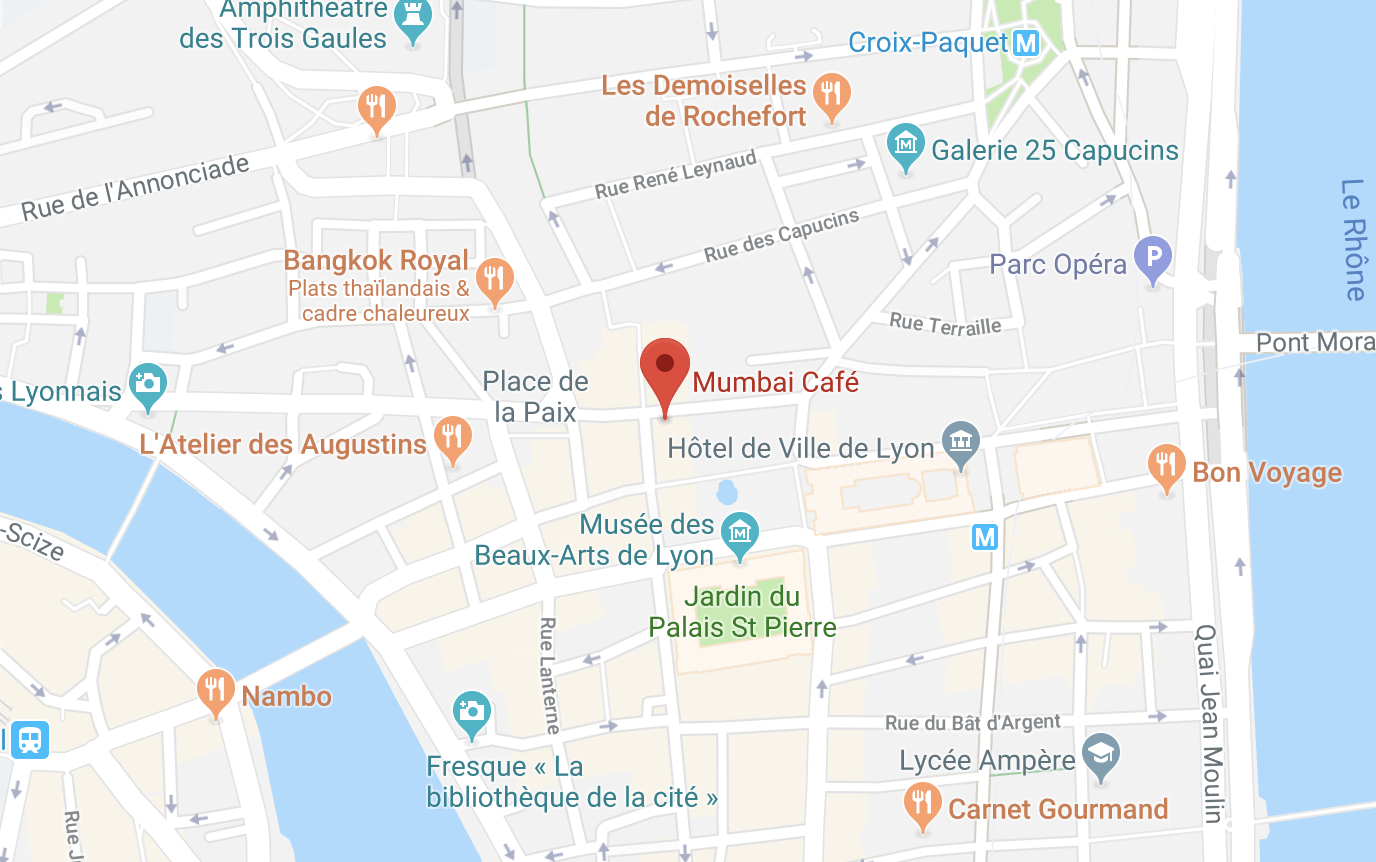 Amphithéâtre
des Trois Gaules
Croix-Paquet
M
Les Demoiselles
de Rochefort
M
Galerie 25 Capucins
Rue de l'Annonciade
Rue René Leynaud
Rue des Capucins
Le Rhône
Bangkok Royal
Plats thaïlandais &
cadre chaleureux
Parc Opéra
P
Rue Terraille
Pont Mora
s Lyonnais
Place de
la Paix
Mumbai Café
L'Atelier des Augustins
Hôtel de Ville de Lyon
Bon Voyage
Musée des
Beaux-Arts de Lyon
M
M
-Scize
Jardin du
Palais St Pierre
Rue Lanterne
Quai Jean Moulin
Nambo
l
Rue du Bât d'Argent
Lycée Ampère
Fresque « La
bibliothèque de la cité »
Carnet Gourmand
Rue J